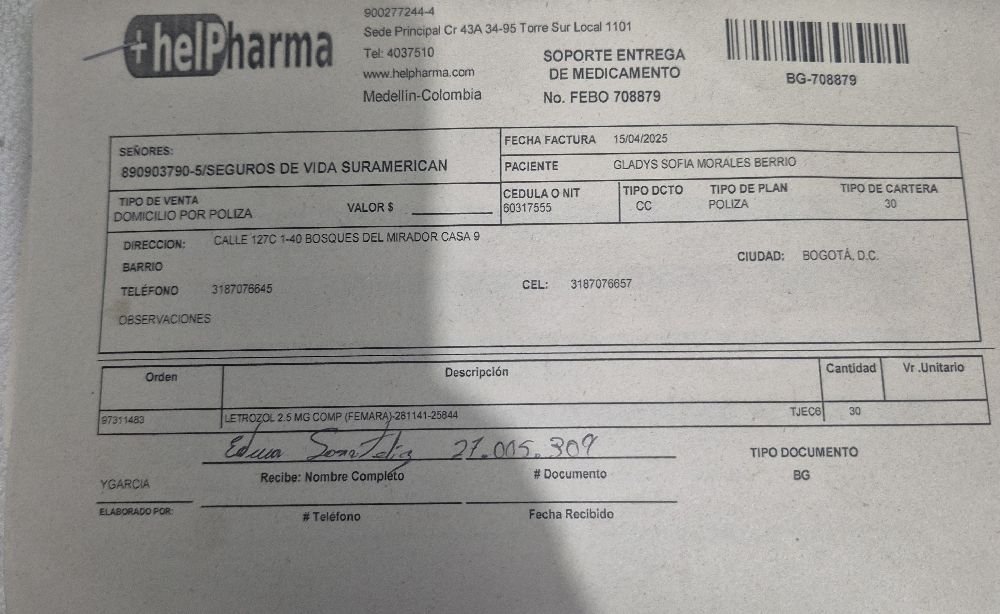 +helPharma
900277244-4
Sede Principal Cr 43A 34-95 Torre Sur Local 1101
Tel: 4037510
www.helpharma.com
Medellín-Colombia
SOPORTE ENTREGA
DE MEDICAMENTO
No. FEBO 708879
BG-708879
SEÑORES:
890903790-5/SEGUROS DE VIDA SURAMERICAN
FECHA FACTURA 15/04/2025
PACIENTE GLADYS SOFIA MORALES BERRIO
TIPO DE VENTA
DOMICILIO POR POLIZA
VALOR $
CEDULA O NIT
60317555
TIPO DCTO
CC
TIPO DE PLAN
POLIZA
TIPO DE CARTERA
30
DIRECCION: CALLE 127C 1-40 BOSQUES DEL MIRADOR CASA 9
BARRIO
CIUDAD: BOGOTÁ, D.C.
TELÉFONO 3187076645
CEL: 3187076657
OBSERVACIONES
Orden Descripción Cantidad Vr .Unitario
97311483 LETROZOL 2.5 MG COMP (FEMARA)-281141-25844 TJEC6 30
21.005.309
Recibe: Nombre Completo # Documento
TIPO DOCUMENTO
BG
YGARCIA
ELABORADO POR:
# Teléfono Fecha Recibido